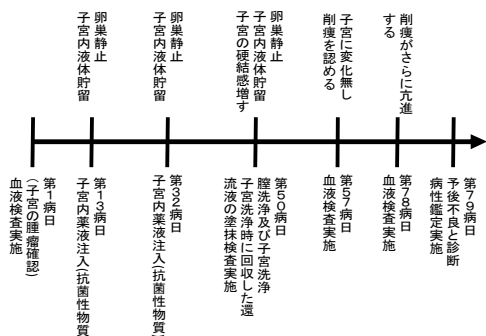 卵巣静止
子宮内液体貯留
卵巣静止
子宮内液体貯留
卵巣静止
子宮内液体貯留
子宮の硬結感増す
子宮に変化無し
削痩を認める
削痩がさらに亢進
する
第1病日
(子宮の腫瘤確認)
血液検査実施
第13病日
子宮内薬液注入(抗菌性物質
第32病日
子宮内薬液注入(抗菌性物質
第50病日
膣洗浄及び子宮洗浄
子宮洗浄時に回収した還
流液の塗抹検査実施
第57病日
血液検査実施
第78病日
血液検査実施
第79病日
予後不良と診断
病性鑑定実施